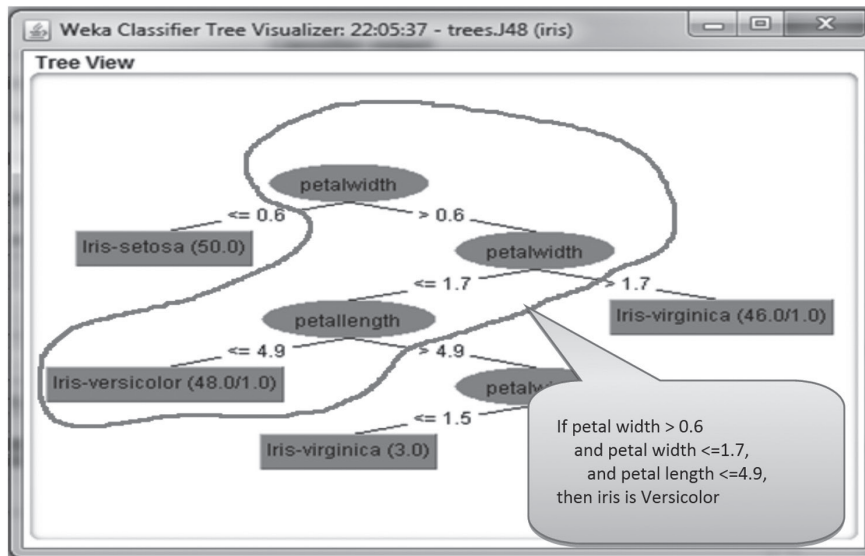 Weka Classifier Tree Visualizer: 22:05:37 - trees.J48 (iris)
Tree View
petalwidth
<= 0.6
> 0.6
Iris-setosa (50.0)
petalwidth
<= 1.7
> 1.7
petallength
Iris-virginica (46.0/1.0)
<= 4.9
> 4.9
Iris-versicolor (48.0/1.0)
<= 1.5
Iris-virginica (3.0)
If petal width > 0.6
and petal width <=1.7,
and petal length <=4.9,
then iris is Versicolor